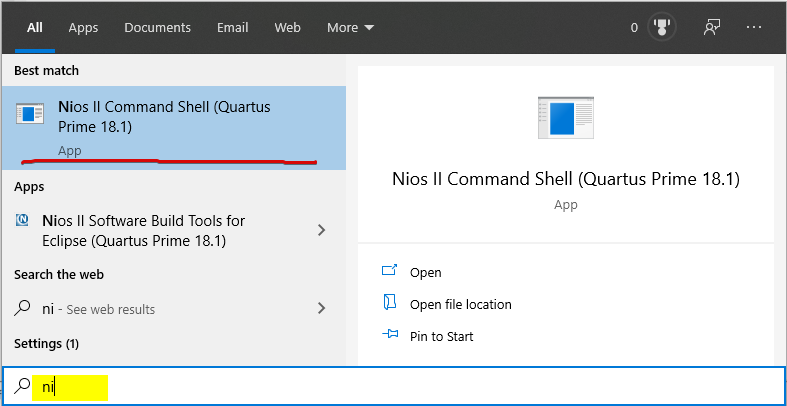 All Apps Documents Email Web More 0 ...
Best match
Nios II Command Shell (Quartus
Prime 18.1)
App
Apps
Nios II Software Build Tools for
Eclipse (Quartus Prime 18.1)
Search the web
ni - See web results
Settings (1)
ni
Nios II Command Shell (Quartus Prime 18.1)
App
Open
Open file location
Pin to Start